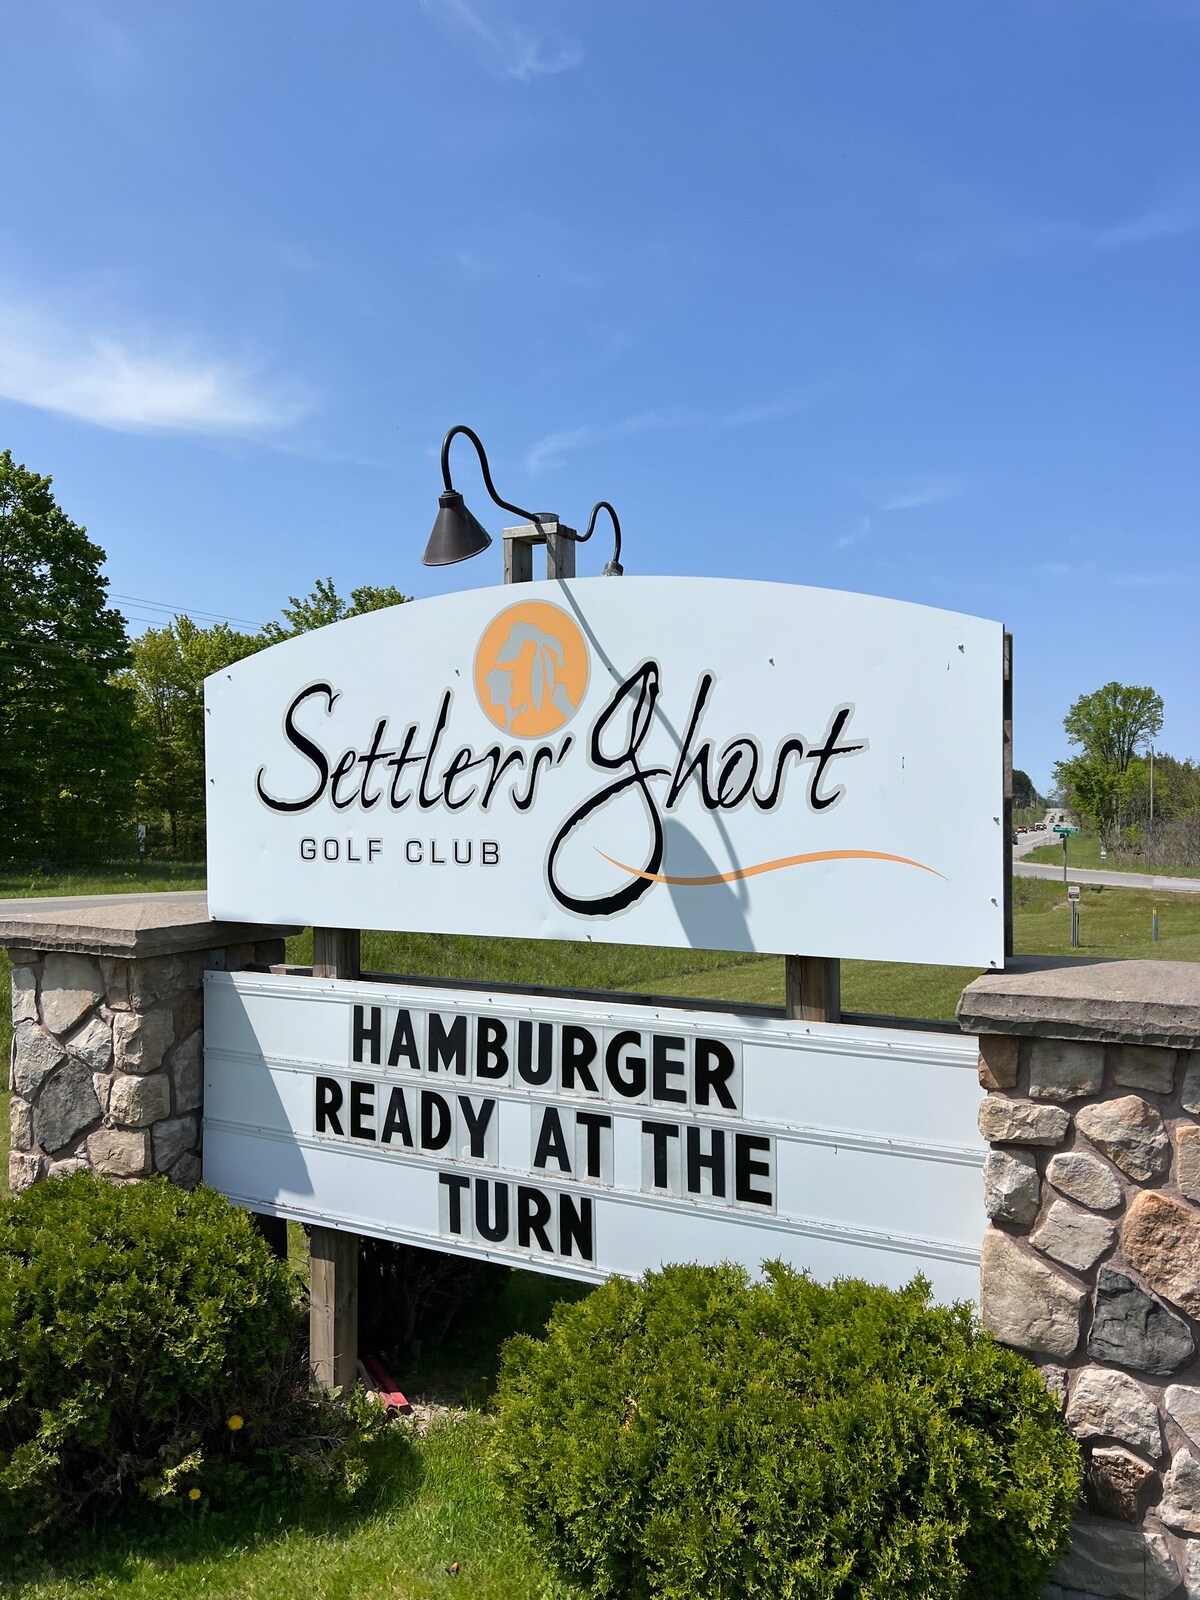 Settlers' Ghost
GOLF CLUB
HAMBURGER
READY AT THE
TURN